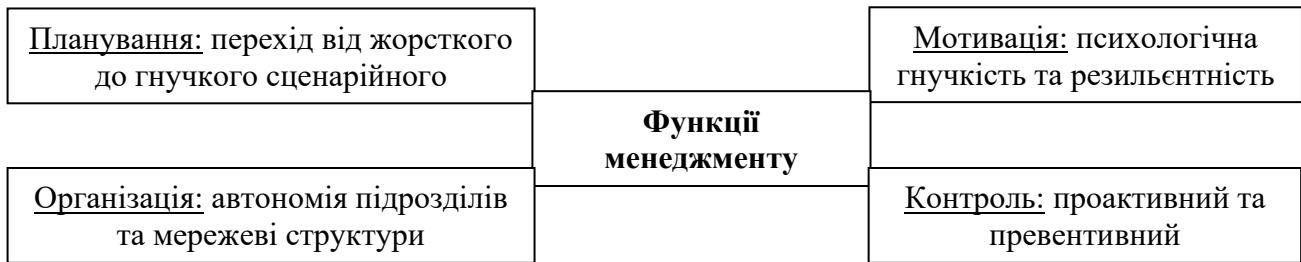 Планування: перехід від жорсткого
до гнучкого сценарійного
Мотивація: психологічна
гнучкість та резильєнтність
Функції
менеджменту
Організація: автономія підрозділів
та мережеві структури
Контроль: проактивний та
превентивний